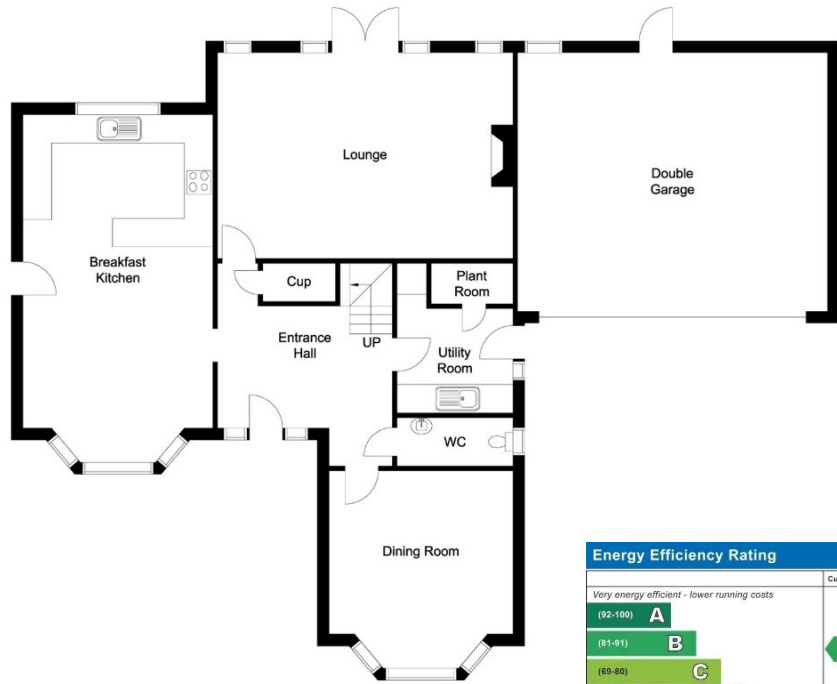 Lounge
Double
Garage
Breakfast
Kitchen
Cup
Plant
Room
Entrance
Hall
UP
Utility
Room
WC
Dining Room
Energy Efficiency Rating
Very energy efficient - lower running costs
(92-100) A
(81-91) B
(69-80) C